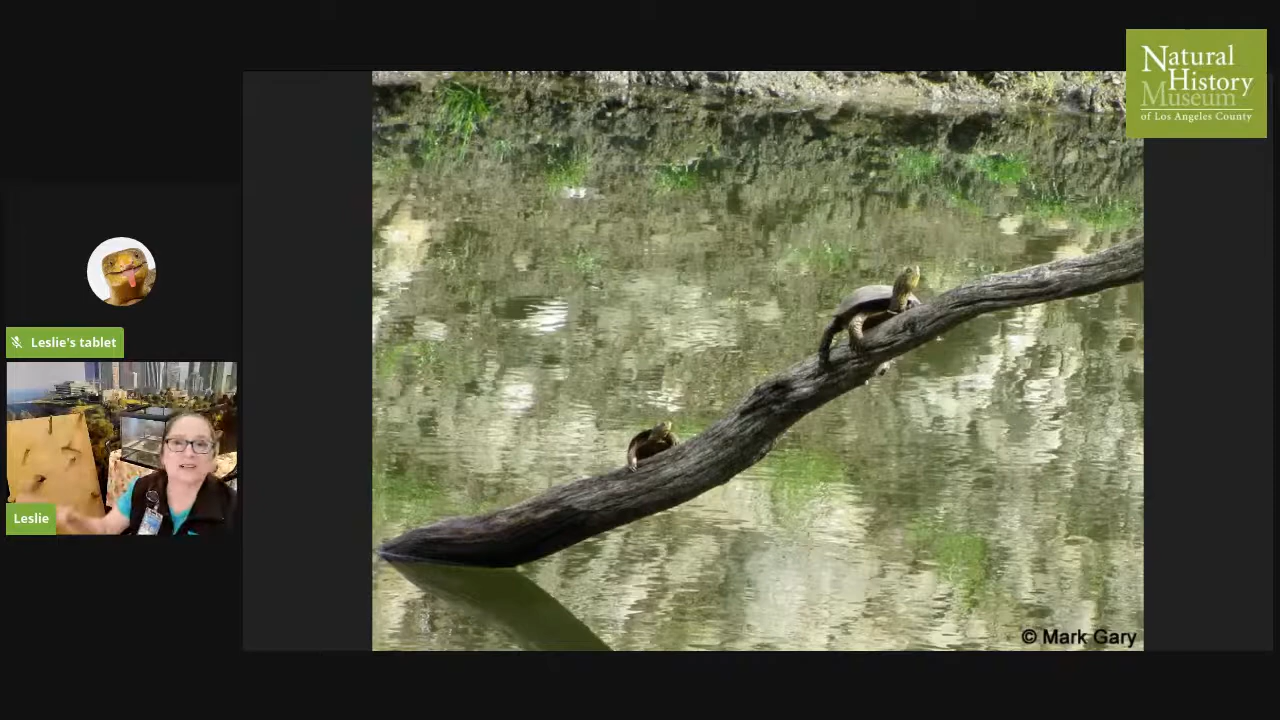 Natural
History
Museum
of Los Angeles County
Leslie's tablet
Leslie
© Mark Gary